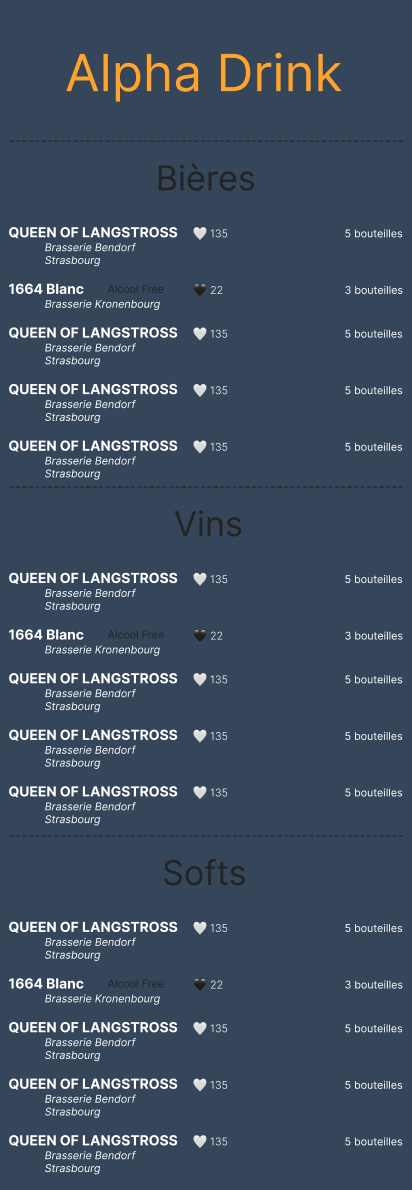 Alpha Drink
Bières
QUEEN OF LANGSTROSS 🤍 135 5 bouteilles
Brasserie Bendorf
Strasbourg
1664 Blanc Alcool Free 🖤 22 3 bouteilles
Brasserie Kronenbourg
QUEEN OF LANGSTROSS 🤍 135 5 bouteilles
Brasserie Bendorf
Strasbourg
QUEEN OF LANGSTROSS 🤍 135 5 bouteilles
Brasserie Bendorf
Strasbourg
QUEEN OF LANGSTROSS 🤍 135 5 bouteilles
Brasserie Bendorf
Strasbourg
Vins
QUEEN OF LANGSTROSS 🤍 135 5 bouteilles
Brasserie Bendorf
Strasbourg
1664 Blanc Alcool Free 🖤 22 3 bouteilles
Brasserie Kronenbourg
QUEEN OF LANGSTROSS 🤍 135 5 bouteilles
Brasserie Bendorf
Strasbourg
QUEEN OF LANGSTROSS 🤍 135 5 bouteilles
Brasserie Bendorf
Strasbourg
QUEEN OF LANGSTROSS 🤍 135 5 bouteilles
Brasserie Bendorf
Strasbourg
Softs
QUEEN OF LANGSTROSS 🤍 135 5 bouteilles
Brasserie Bendorf
Strasbourg
1664 Blanc Alcool Free 🖤 22 3 bouteilles
Brasserie Kronenbourg
QUEEN OF LANGSTROSS 🤍 135 5 bouteilles
Brasserie Bendorf
Strasbourg
QUEEN OF LANGSTROSS 🤍 135 5 bouteilles
Brasserie Bendorf
Strasbourg
QUEEN OF LANGSTROSS 🤍 135 5 bouteilles
Brasserie Bendorf
Strasbourg